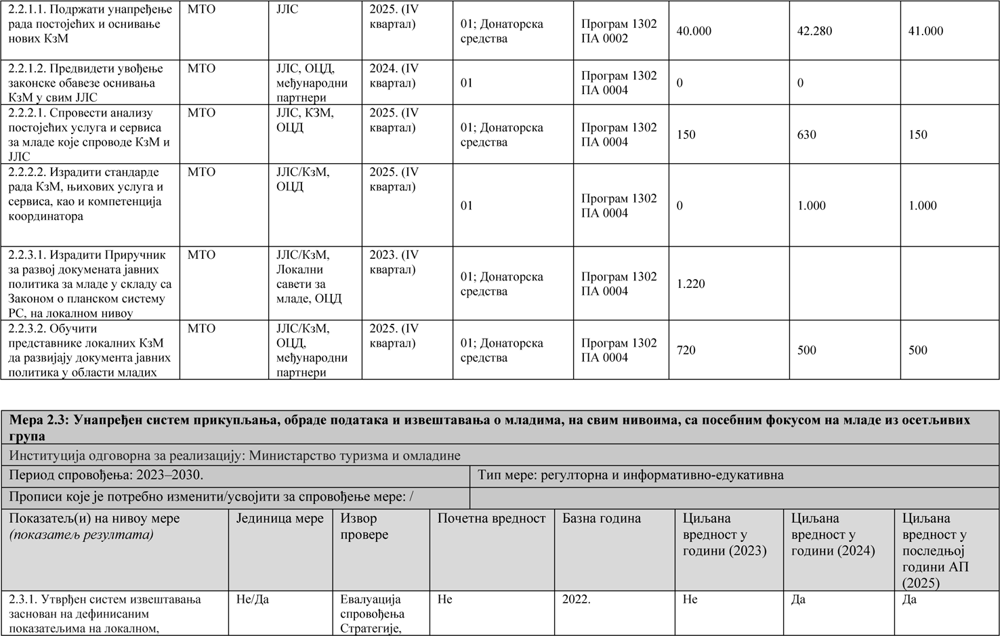 2.2.1.1. Подржати унапређење
рада постојећих и оснивање
нових КзМ
МТО
ЈЛС
2025. (IV
квартал)
01; Донаторска
средства
Програм 1302
ПА 0002
40.000
42.280
41.000
2.2.1.2. Предвидети увођење
законске обавезе оснивања
КзМ у свим ЈЛС
МТО
ЈЛС, ОЦД,
међународни
партнери
2024. (IV
квартал)
01
Програм 1302
ПА 0004
0
0
2.2.2.1. Спровести анализу
постојећих услуга и сервиса
за младе које спроводе КзМ и
ЈЛС
МТО
ЈЛС, КЗМ,
ОЦД
2025. (IV
квартал)
01; Донаторска
средства
Програм 1302
ПА 0004
150
630
150
2.2.2.2. Израдити стандарде
рада КзМ, њихових услуга и
сервиса, као и компетенција
координатора
МТО
ЈЛС/КзМ,
ОЦД
2025. (IV
квартал)
01
Програм 1302
ПА 0004
0
1.000
1.000
2.2.3.1. Израдити Приручник
за развој докумената јавних
политика за младе у складу са
Законом о планском систему
РС, на локалном нивоу
МТО
ЈЛС/КзМ,
Локални
савети за
младе, ОЦД
2023. (IV
квартал)
01; Донаторска
средства
Програм 1302
ПА 0004
1.220
2.2.3.2. Обучити
представнике локалних КзМ
да развијају документа јавних
политика у области младих
МТО
ЈЛС/КзМ,
ОЦД,
међународни
партнери
2025. (IV
квартал)
01; Донаторска
средства
Програм 1302
ПА 0004
720
500
500
Мера 2.3: Унапређен систем прикупљања, обраде података и извештавања о младима, на свим нивоима, са посебним фокусом на младе из осетљивих
група
Институција одговорна за реализацију: Министарство туризма и омладине
Период спровођења: 2023–2030.
Тип мере: регулторна и информативно-едукативна
Прописи које је потребно изменити/усвојити за спровођење мере: /
Показатељ(и) на нивоу мере
(показатељ резултата)
Јединица мере
Извор
провере
Почетна вредност
Базна година
Циљана
вредност у
години (2023)
Циљана
вредност у
години (2024)
Циљана
вредност у
последњој
години АП
(2025)
2.3.1. Утврђен систем извештавања
заснован на дефинисаним
показатељима на локалном,
Не/Да
Евалуација
спровођења
Стратегије,
Не
2022.
Не
Да
Да